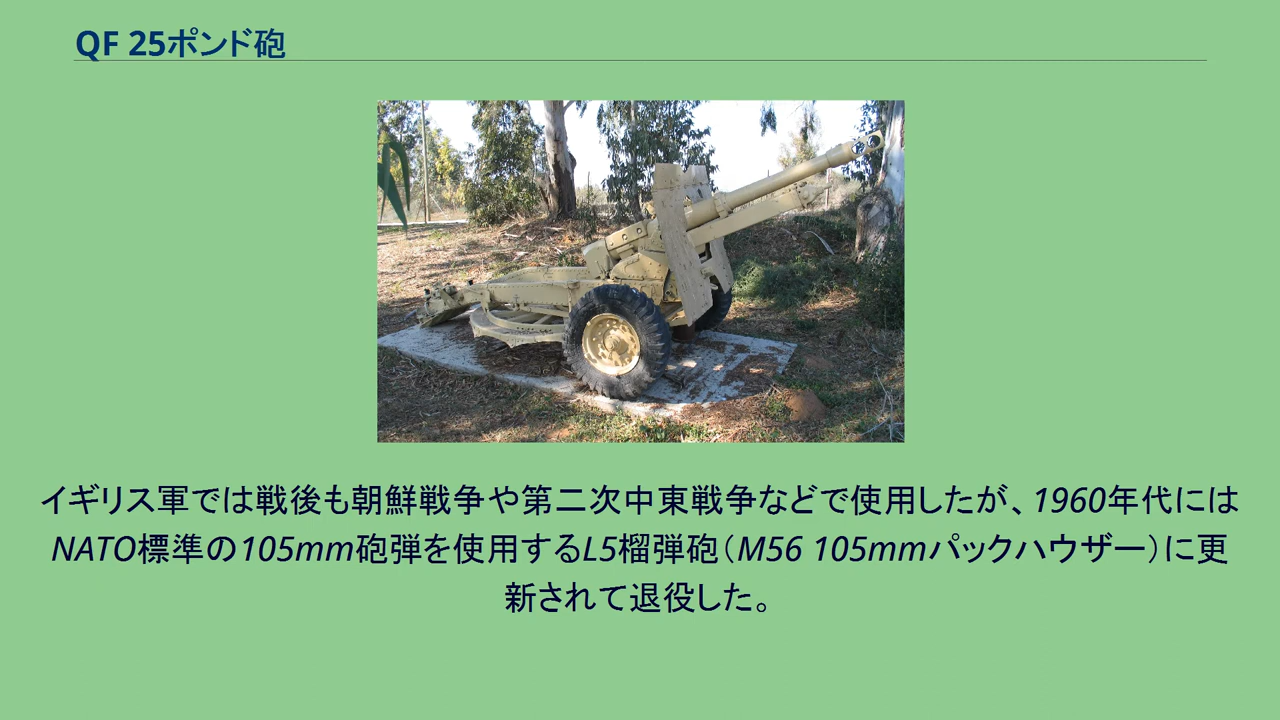 QF 25ポンド砲
イギリス軍では戦後も朝鮮戦争や第二次中東戦争などで使用したが、1960年代には
NATO標準の105mm砲弾を使用するL5榴弾砲（M56 105mmパックハウザー）に更
新されて退役した。